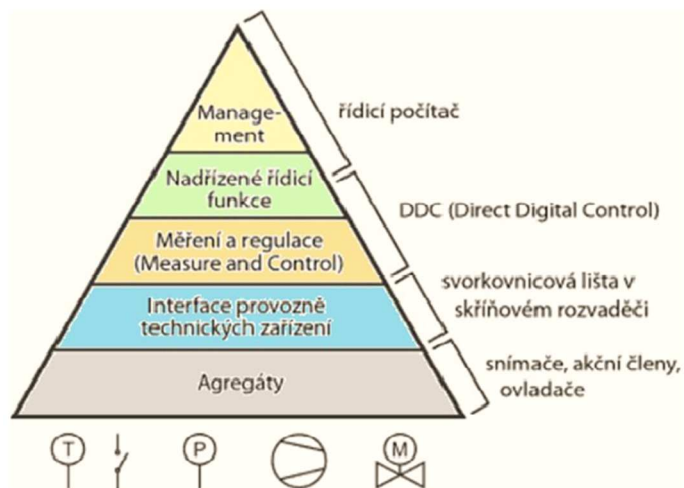 Manage-
ment
řídicí počítač
Nadřízené řídicí
funkce
DDC (Direct Digital Control)
Měření a regulace
(Measure and Control)
svorkovnicová lišta v
skříňovém rozvaděči
Interface provozně
technických zařízení
snímače, akční členy,
ovladače
Agregáty
T
P
M